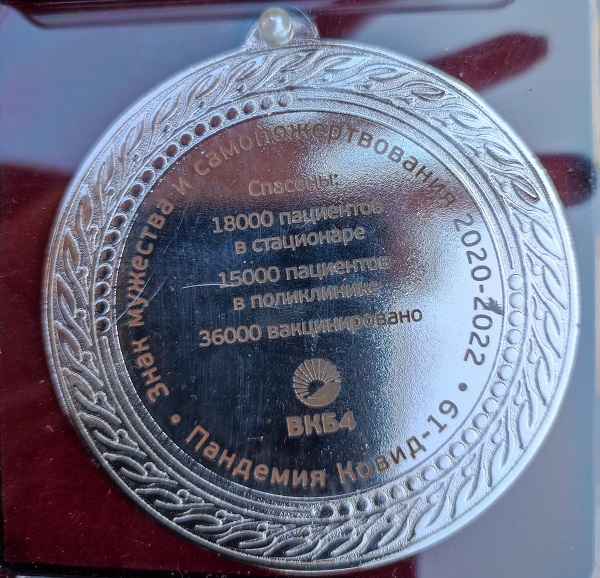 Знак мужества и самопожертвования 2020-2022
Спасены:
18000 пациентов
в стационаре
15000 пациентов
в поликлинике
36000 вакцинировано
ВКБ4
• Пандемия Ковид-19 •